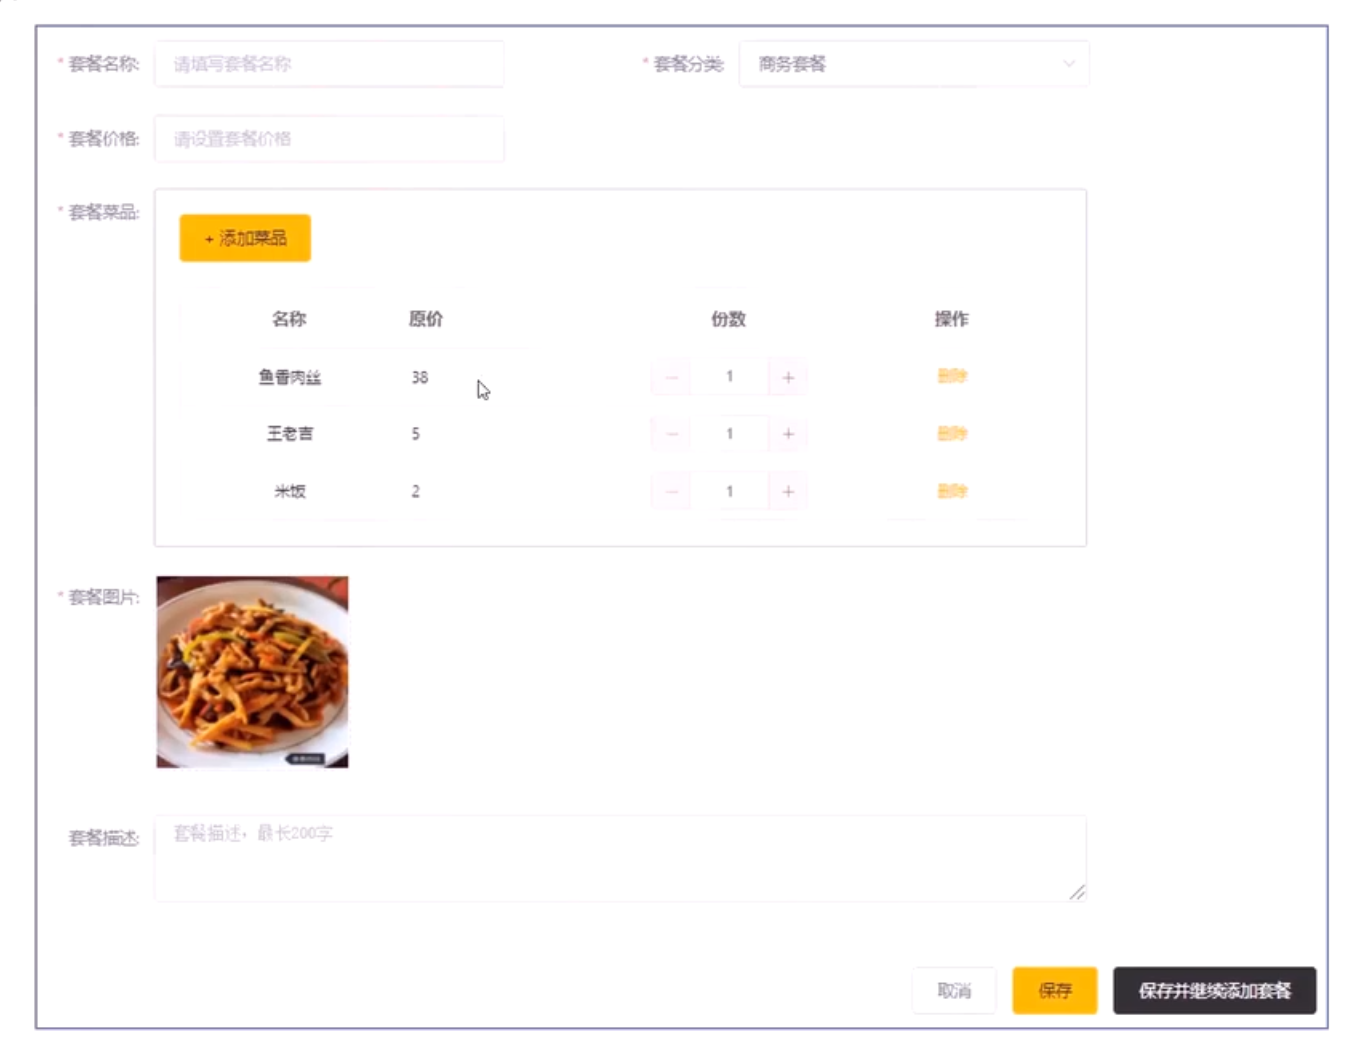 * 套餐名称: 请填写套餐名称 * 套餐分类: 商务套餐
* 套餐价格: 请设置套餐价格
* 套餐菜品:
+ 添加菜品
名称 原价 份数 操作
鱼香肉丝 38 − 1 + 删除
王老吉 5 − 1 + 删除
米饭 2 − 1 + 删除
* 套餐图片:
套餐描述: 套餐描述，最长200字
取消 保存 保存并继续添加套餐